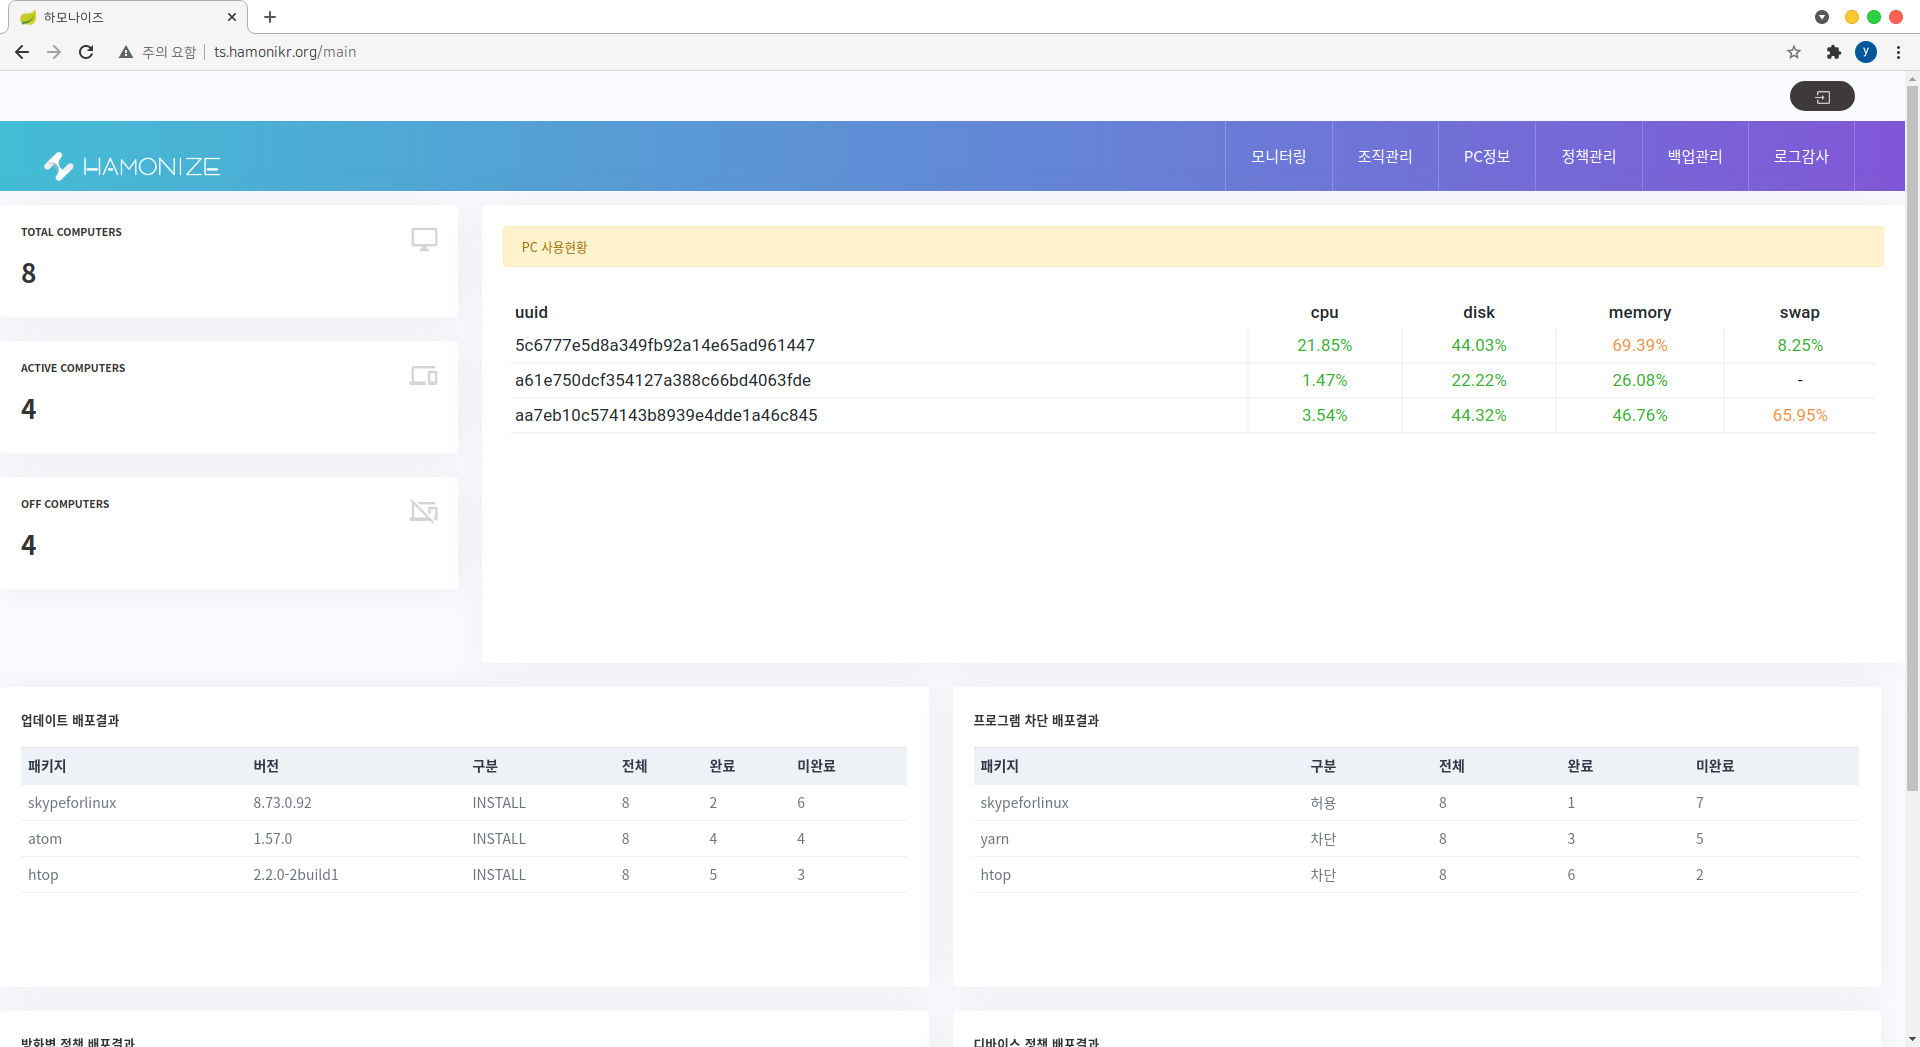 하모나이즈
주의 요함 ts.hamonikr.org/main
y
HAMONIZE
모니터링 조직관리 PC정보 정책관리 백업관리 로그감사
TOTAL COMPUTERS
8
ACTIVE COMPUTERS
4
OFF COMPUTERS
4
PC 사용현황
uuid cpu disk memory swap
5c6777e5d8a349fb92a14e65ad961447 21.85% 44.03% 69.39% 8.25%
a61e750dcf354127a388c66bd4063fde 1.47% 22.22% 26.08% -
aa7eb10c574143b8939e4dde1a46c845 3.54% 44.32% 46.76% 65.95%
업데이트 배포결과
패키지 버전 구분 전체 완료 미완료
skypeforlinux 8.73.0.92 INSTALL 8 2 6
atom 1.57.0 INSTALL 8 4 4
htop 2.2.0-2build1 INSTALL 8 5 3
프로그램 차단 배포결과
패키지 구분 전체 완료 미완료
skypeforlinux 허용 8 1 7
yarn 차단 8 3 5
htop 차단 8 6 2
방화벽 정책 배포결과
디바이스 정책 배포결과